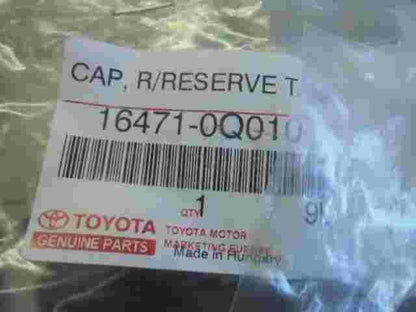 CAP, R/RESERVE T
16471-0Q010
1
QTY
TOYOTA
GENUINE PARTS
TOYOTA MOTOR
MARKETING EUROPE
Made in Hungary